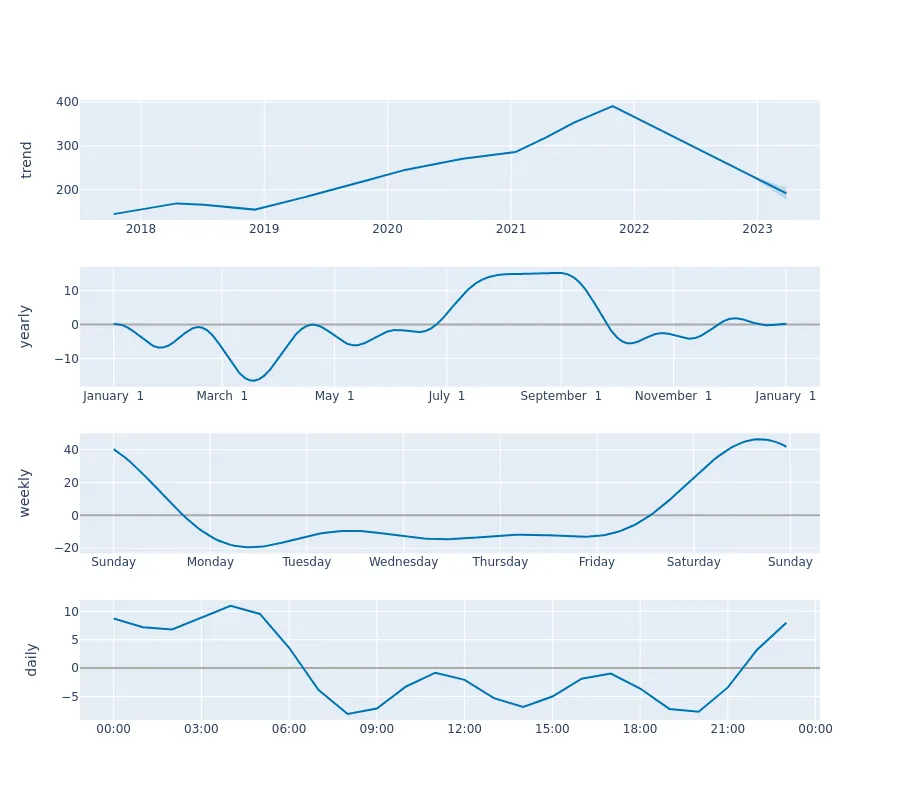 400
300
200
trend
2018 2019 2020 2021 2022 2023
10
0
−10
yearly
January 1 March 1 May 1 July 1 September 1 November 1 January 1
40
20
0
−20
weekly
Sunday Monday Tuesday Wednesday Thursday Friday Saturday Sunday
10
5
0
−5
daily
00:00 03:00 06:00 09:00 12:00 15:00 18:00 21:00 00:00